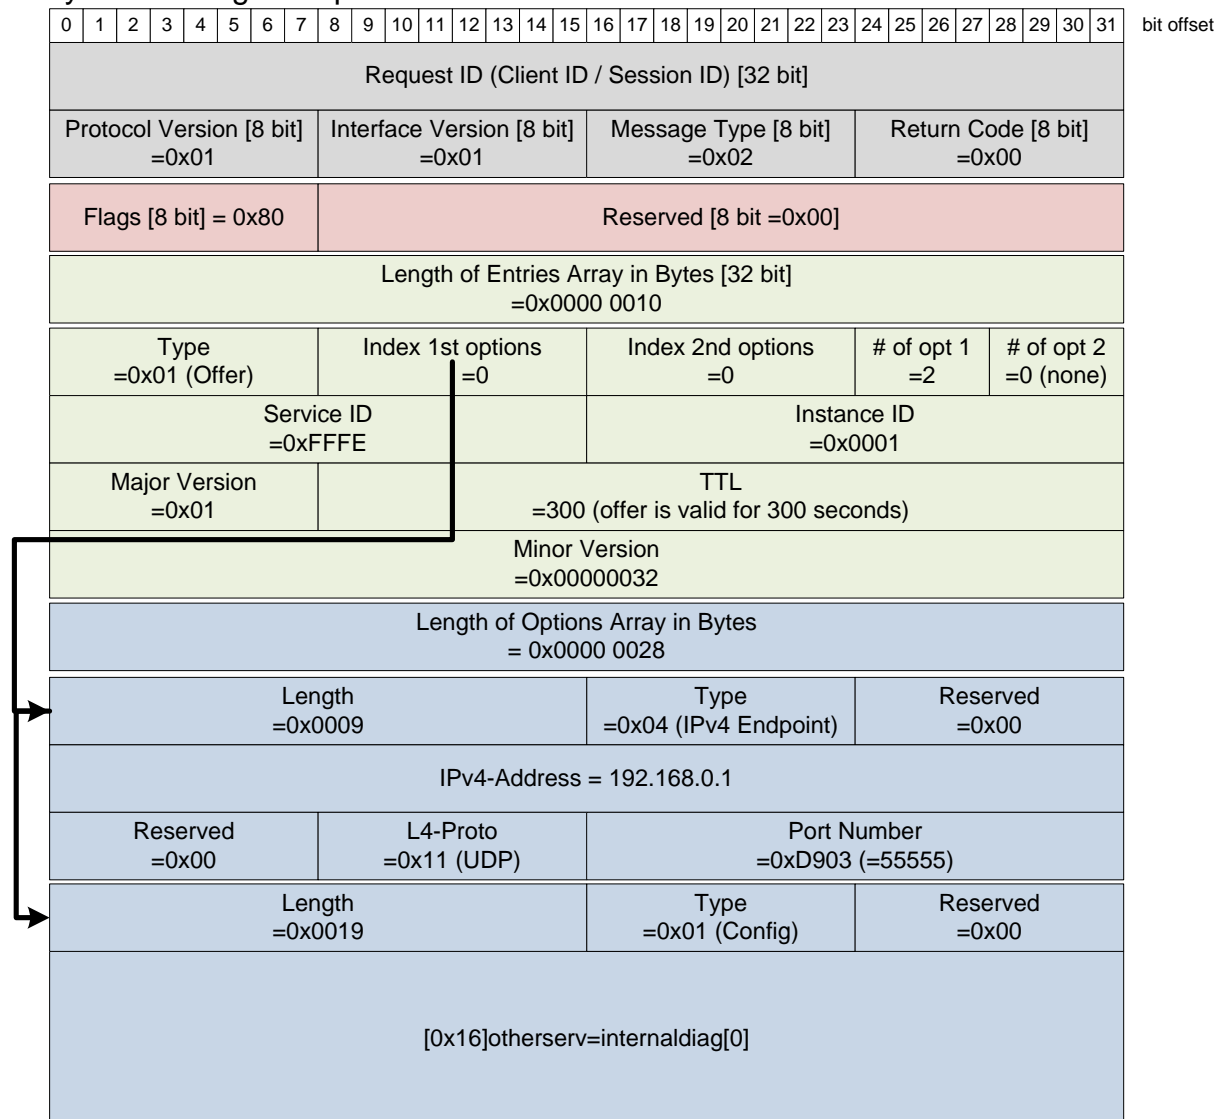 0 1 2 3 4 5 6 7 8 9 10 11 12 13 14 15 16 17 18 19 20 21 22 23 24 25 26 27 28 29 30 31 bit offset
Request ID (Client ID / Session ID) [32 bit]
Protocol Version [8 bit] Interface Version [8 bit] Message Type [8 bit] Return Code [8 bit]
=0x01 =0x01 =0x02 =0x00
Flags [8 bit] = 0x80 Reserved [8 bit =0x00]
Length of Entries Array in Bytes [32 bit]
=0x0000 0010
Type Index 1st options Index 2nd options # of opt 1 # of opt 2
=0x01 (Offer) =0 =0 =2 =0 (none)
Service ID Instance ID
=0xFFFE =0x0001
Major Version TTL
=0x01 =300 (offer is valid for 300 seconds)
Minor Version
=0x00000032
Length of Options Array in Bytes
= 0x0000 0028
Length Type Reserved
=0x0009 =0x04 (IPv4 Endpoint) =0x00
IPv4-Address = 192.168.0.1
Reserved L4-Proto Port Number
=0x00 =0x11 (UDP) =0xD903 (=55555)
Length Type Reserved
=0x0019 =0x01 (Config) =0x00
[0x16]otherserv=internaldiag[0]